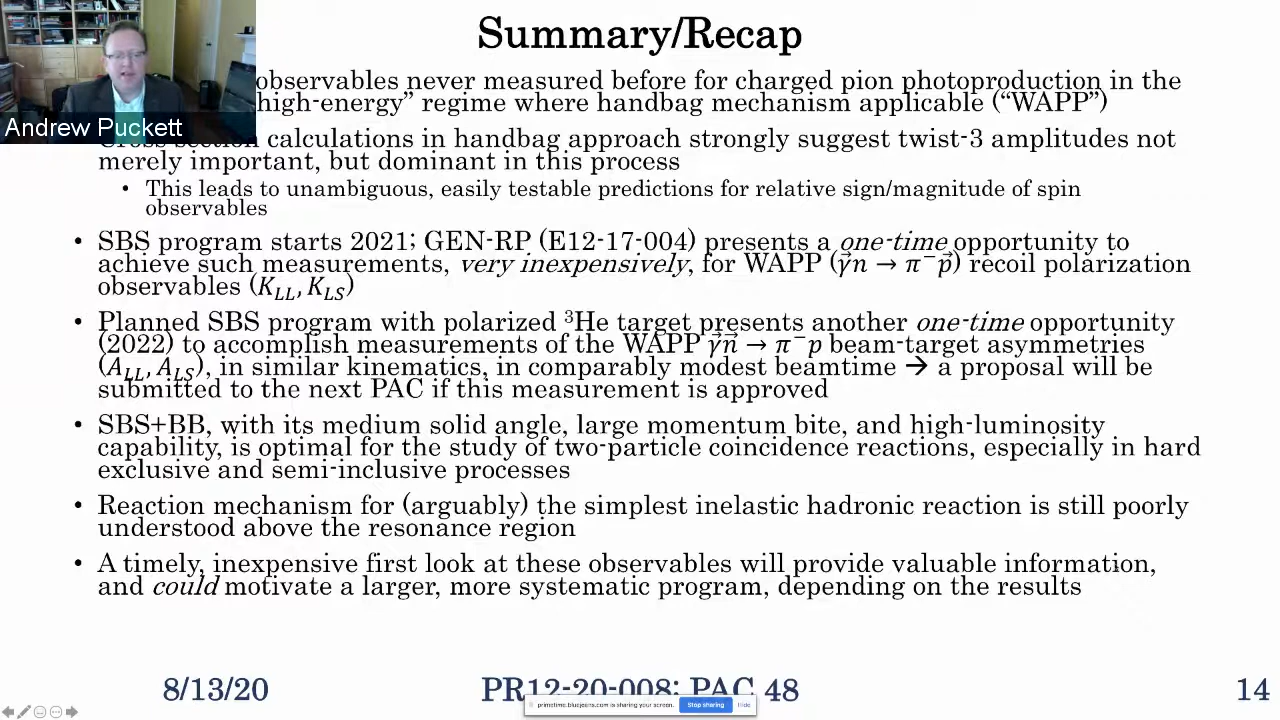 Summary/Recap
observables never measured before for charged pion photoproduction in the
high-energy” regime where handbag mechanism applicable (“WAPP”)
Andrew Puckett
Cross section calculations in handbag approach strongly suggest twist-3 amplitudes not
merely important, but dominant in this process
• This leads to unambiguous, easily testable predictions for relative sign/magnitude of spin
observables
• SBS program starts 2021; GEN-RP (E12-17-004) presents a one-time opportunity to
achieve such measurements, very inexpensively, for WAPP (γ⃗n → π⁻p⃗) recoil polarization
observables (K_LL, K_LS)
• Planned SBS program with polarized ³He target presents another one-time opportunity
(2022) to accomplish measurements of the WAPP γ⃗n⃗ → π⁻p beam-target asymmetries
(A_LL, A_LS), in similar kinematics, in comparably modest beamtime → a proposal will be
submitted to the next PAC if this measurement is approved
• SBS+BB, with its medium solid angle, large momentum bite, and high-luminosity
capability, is optimal for the study of two-particle coincidence reactions, especially in hard
exclusive and semi-inclusive processes
• Reaction mechanism for (arguably) the simplest inelastic hadronic reaction is still poorly
understood above the resonance region
• A timely, inexpensive first look at these observables will provide valuable information,
and could motivate a larger, more systematic program, depending on the results
8/13/20
PR12-20-008; PAC 48
14
primetime.bluejeans.com is sharing your screen. Stop sharing Hide